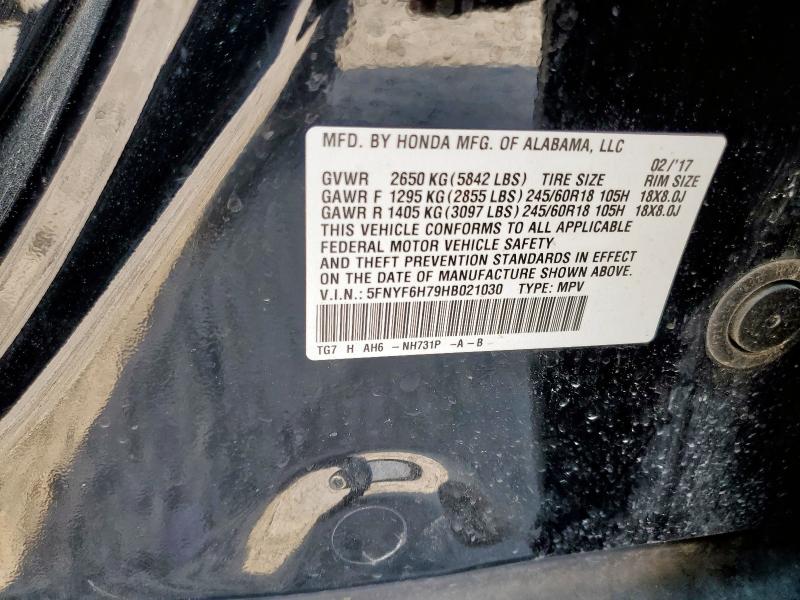 MFD. BY HONDA MFG. OF ALABAMA, LLC
02/'17
GVWR 2650 KG (5842 LBS) TIRE SIZE RIM SIZE
GAWR F 1295 KG (2855 LBS) 245/60R18 105H 18X8.0J
GAWR R 1405 KG (3097 LBS) 245/60R18 105H 18X8.0J
THIS VEHICLE CONFORMS TO ALL APPLICABLE
FEDERAL MOTOR VEHICLE SAFETY
AND THEFT PREVENTION STANDARDS IN EFFECT
ON THE DATE OF MANUFACTURE SHOWN ABOVE.
V.I.N.: 5FNYF6H79HB021030 TYPE: MPV
TG7 H AH6 -NH731P -A-B-